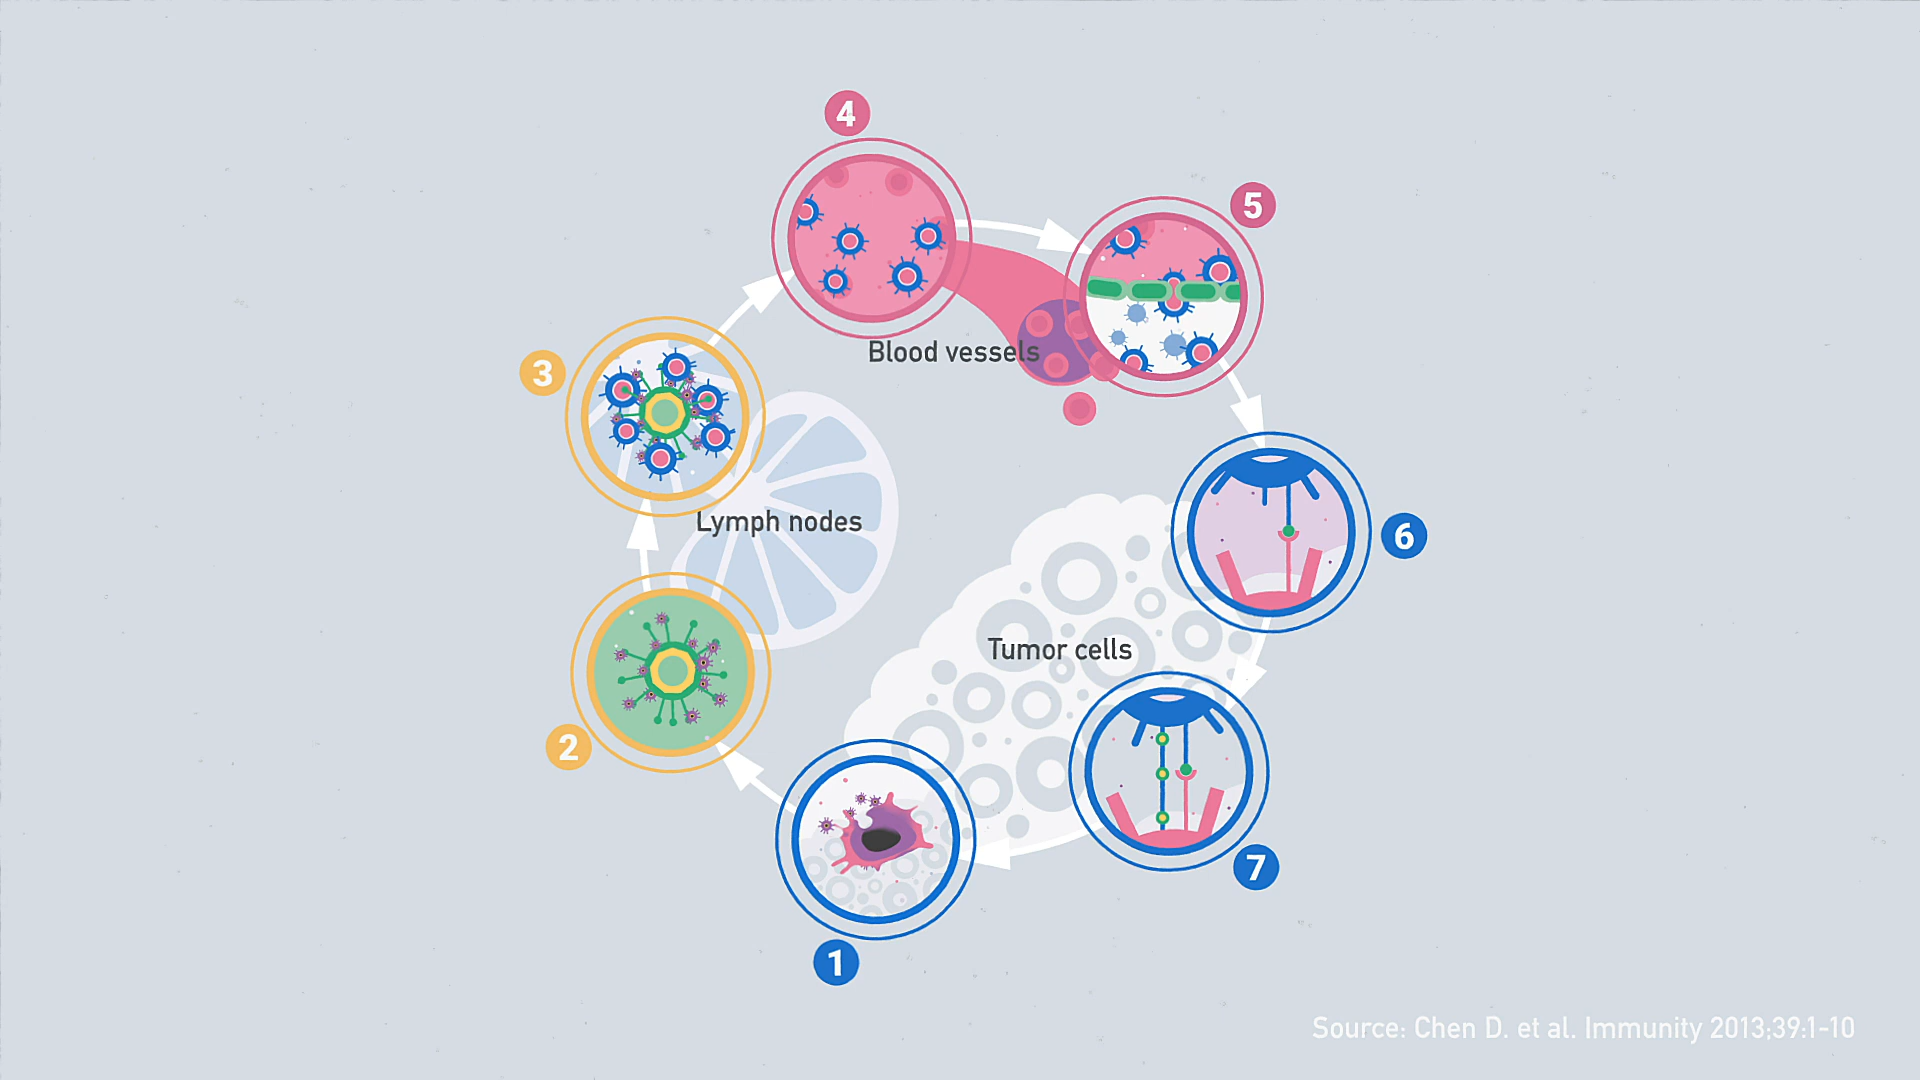 4
5
3
Blood vessels
Lymph nodes
6
Tumor cells
2
7
1
Source: Chen D. et al. Immunity 2013;39:1-10